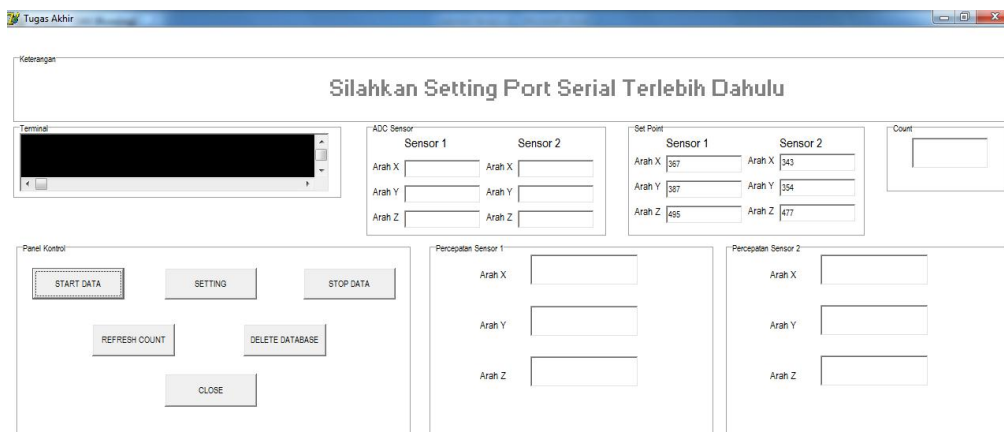 Tugas Akhir
Keterangan
Silahkan Setting Port Serial Terlebih Dahulu
Terminal
ADC Sensor
Sensor 1 Sensor 2
Arah X Arah X
Arah Y Arah Y
Arah Z Arah Z
Set Point
Sensor 1 Sensor 2
Arah X 367 Arah X 343
Arah Y 387 Arah Y 354
Arah Z 495 Arah Z 477
Count
Panel Kontrol
START DATA SETTING STOP DATA
REFRESH COUNT DELETE DATABASE
CLOSE
Percepatan Sensor 1
Arah X
Arah Y
Arah Z
Percepatan Sensor 2
Arah X
Arah Y
Arah Z